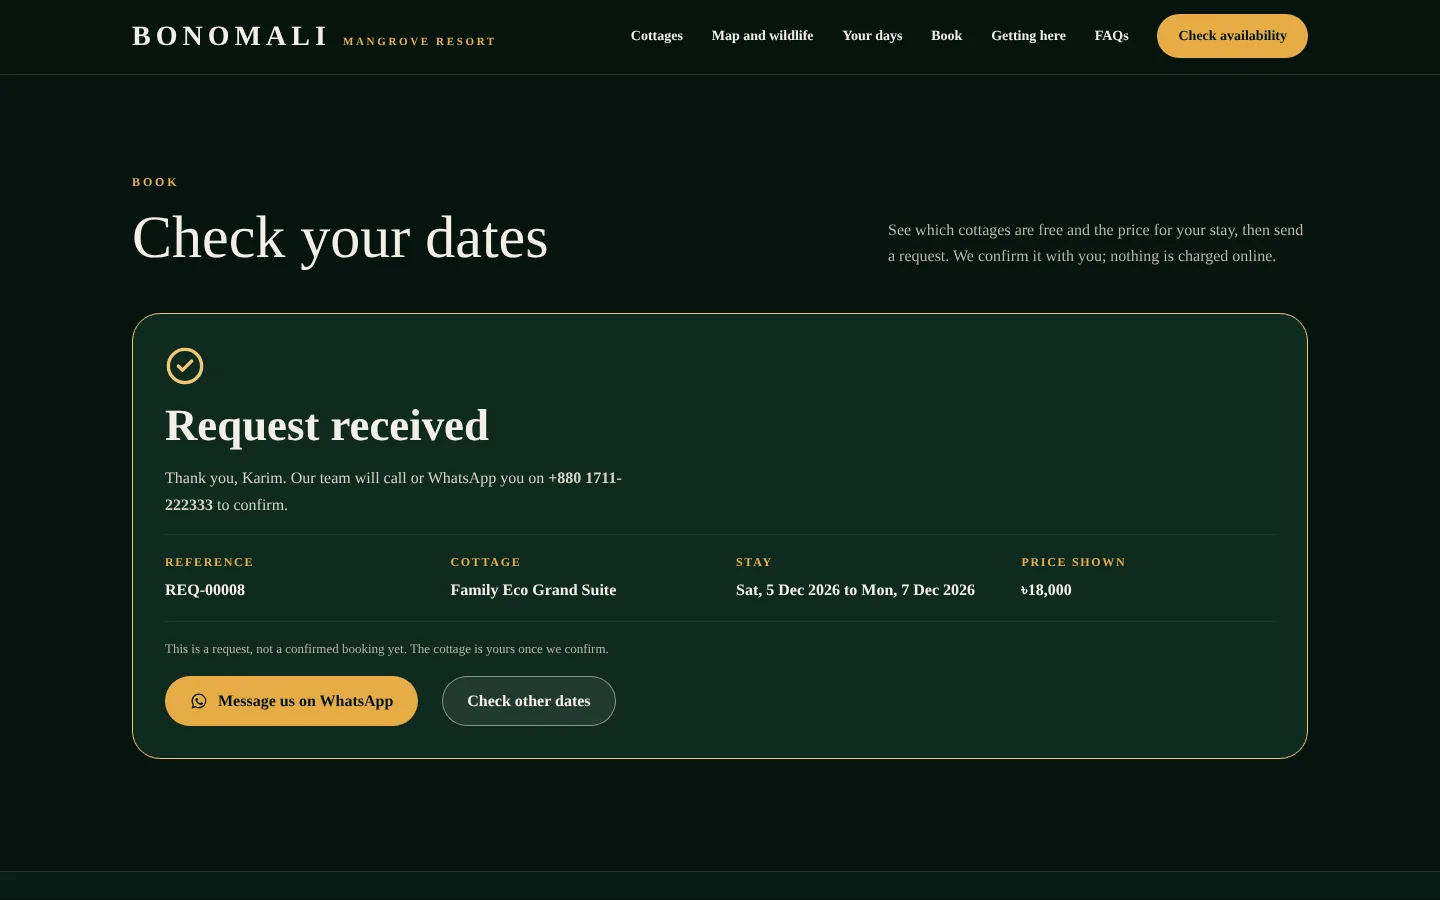 BONOMALI MANGROVE RESORT
Cottages Map and wildlife Your days Book Getting here FAQs Check availability
BOOK
Check your dates
See which cottages are free and the price for your stay, then send
a request. We confirm it with you; nothing is charged online.
Request received
Thank you, Karim. Our team will call or WhatsApp you on +880 1711-
222333 to confirm.
REFERENCE COTTAGE STAY PRICE SHOWN
REQ-00008 Family Eco Grand Suite Sat, 5 Dec 2026 to Mon, 7 Dec 2026 ৳18,000
This is a request, not a confirmed booking yet. The cottage is yours once we confirm.
Message us on WhatsApp Check other dates